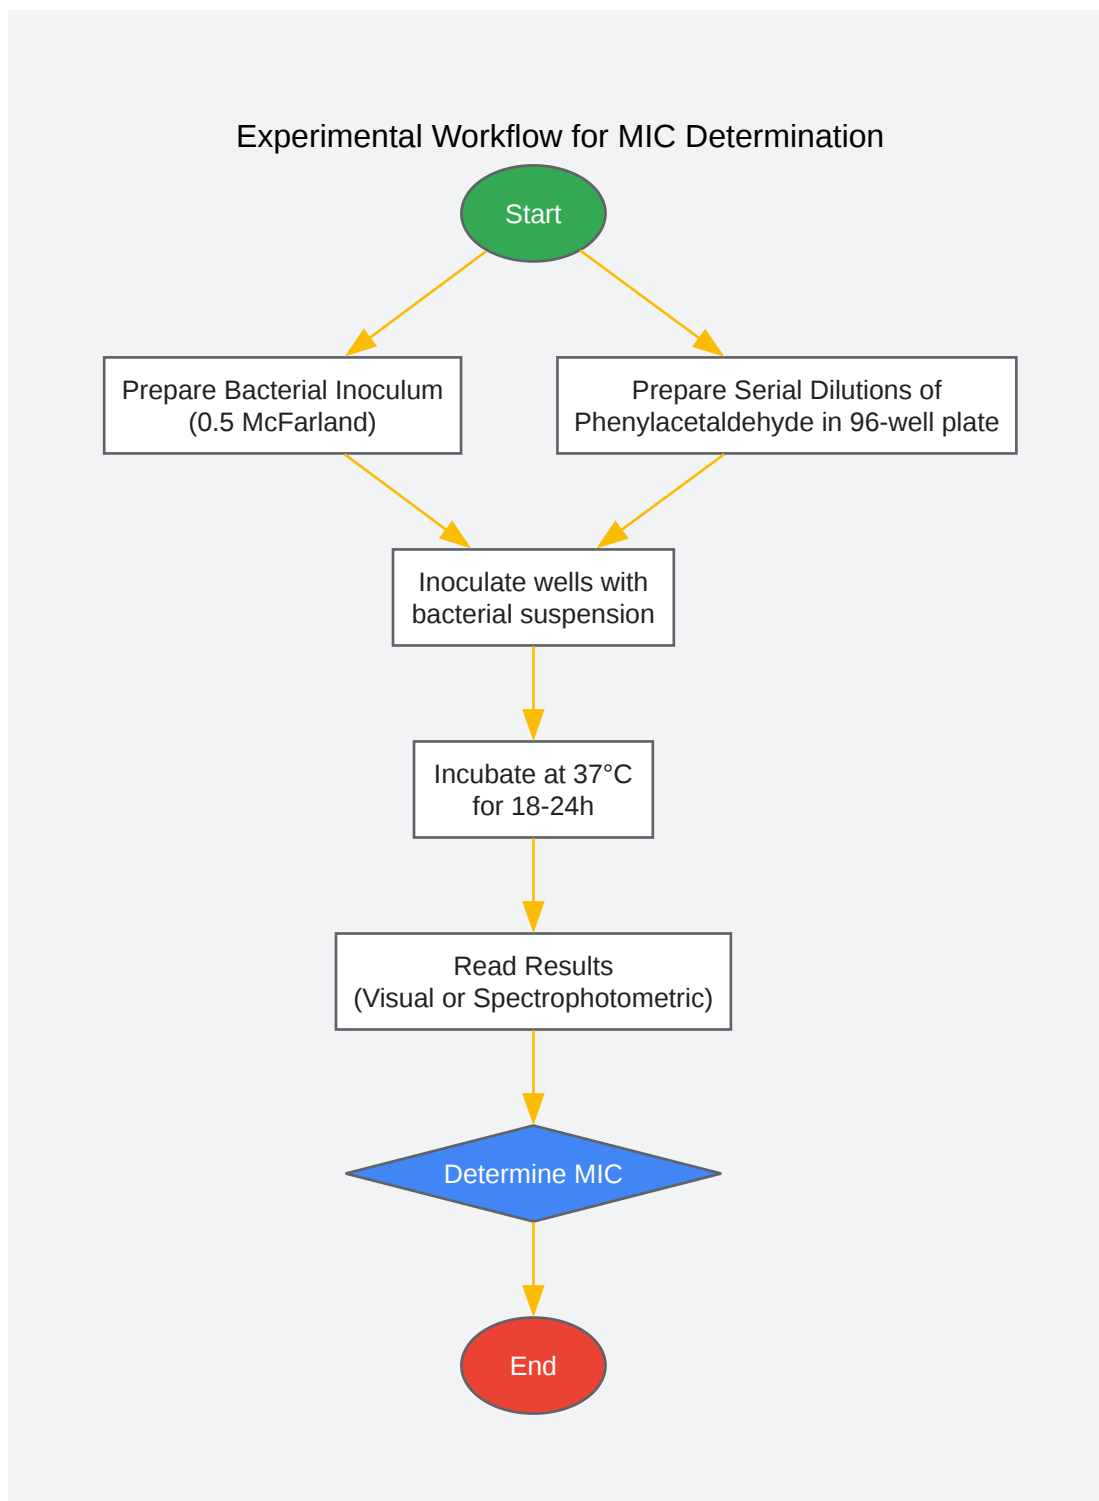 Experimental Workflow for MIC Determination
Start
Prepare Bacterial Inoculum
(0.5 McFarland)
Prepare Serial Dilutions of
Phenylacetaldehyde in 96-well plate
Inoculate wells with
bacterial suspension
Incubate at 37°C
for 18-24h
Read Results
(Visual or Spectrophotometric)
Determine MIC
End